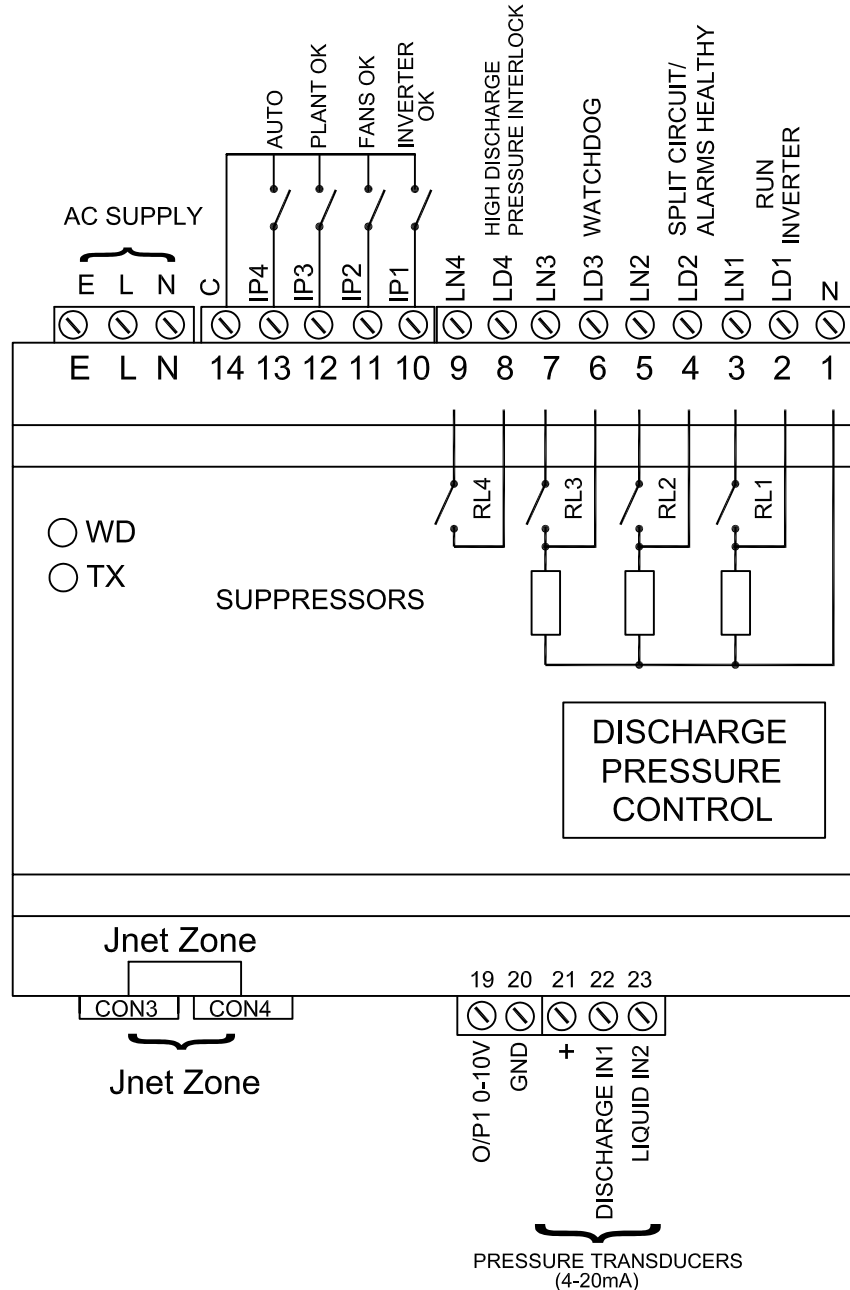 AUTO
PLANT OK
FANS OK
INVERTER
OK
HIGH DISCHARGE
PRESSURE INTERLOCK
WATCHDOG
SPLIT CIRCUIT/
ALARMS HEALTHY
RUN
INVERTER
AC SUPPLY
E L N C IP4 IP3 IP2 IP1 LN4 LD4 LN3 LD3 LN2 LD2 LN1 LD1 N
E L N 14 13 12 11 10 9 8 7 6 5 4 3 2 1
RL4 RL3 RL2 RL1
WD
TX
SUPPRESSORS
DISCHARGE
PRESSURE
CONTROL
Jnet Zone
CON3 CON4
Jnet Zone
19 20 21 22 23
O/P1 0-10V
GND
+
DISCHARGE IN1
LIQUID IN2
PRESSURE TRANSDUCERS
(4-20mA)